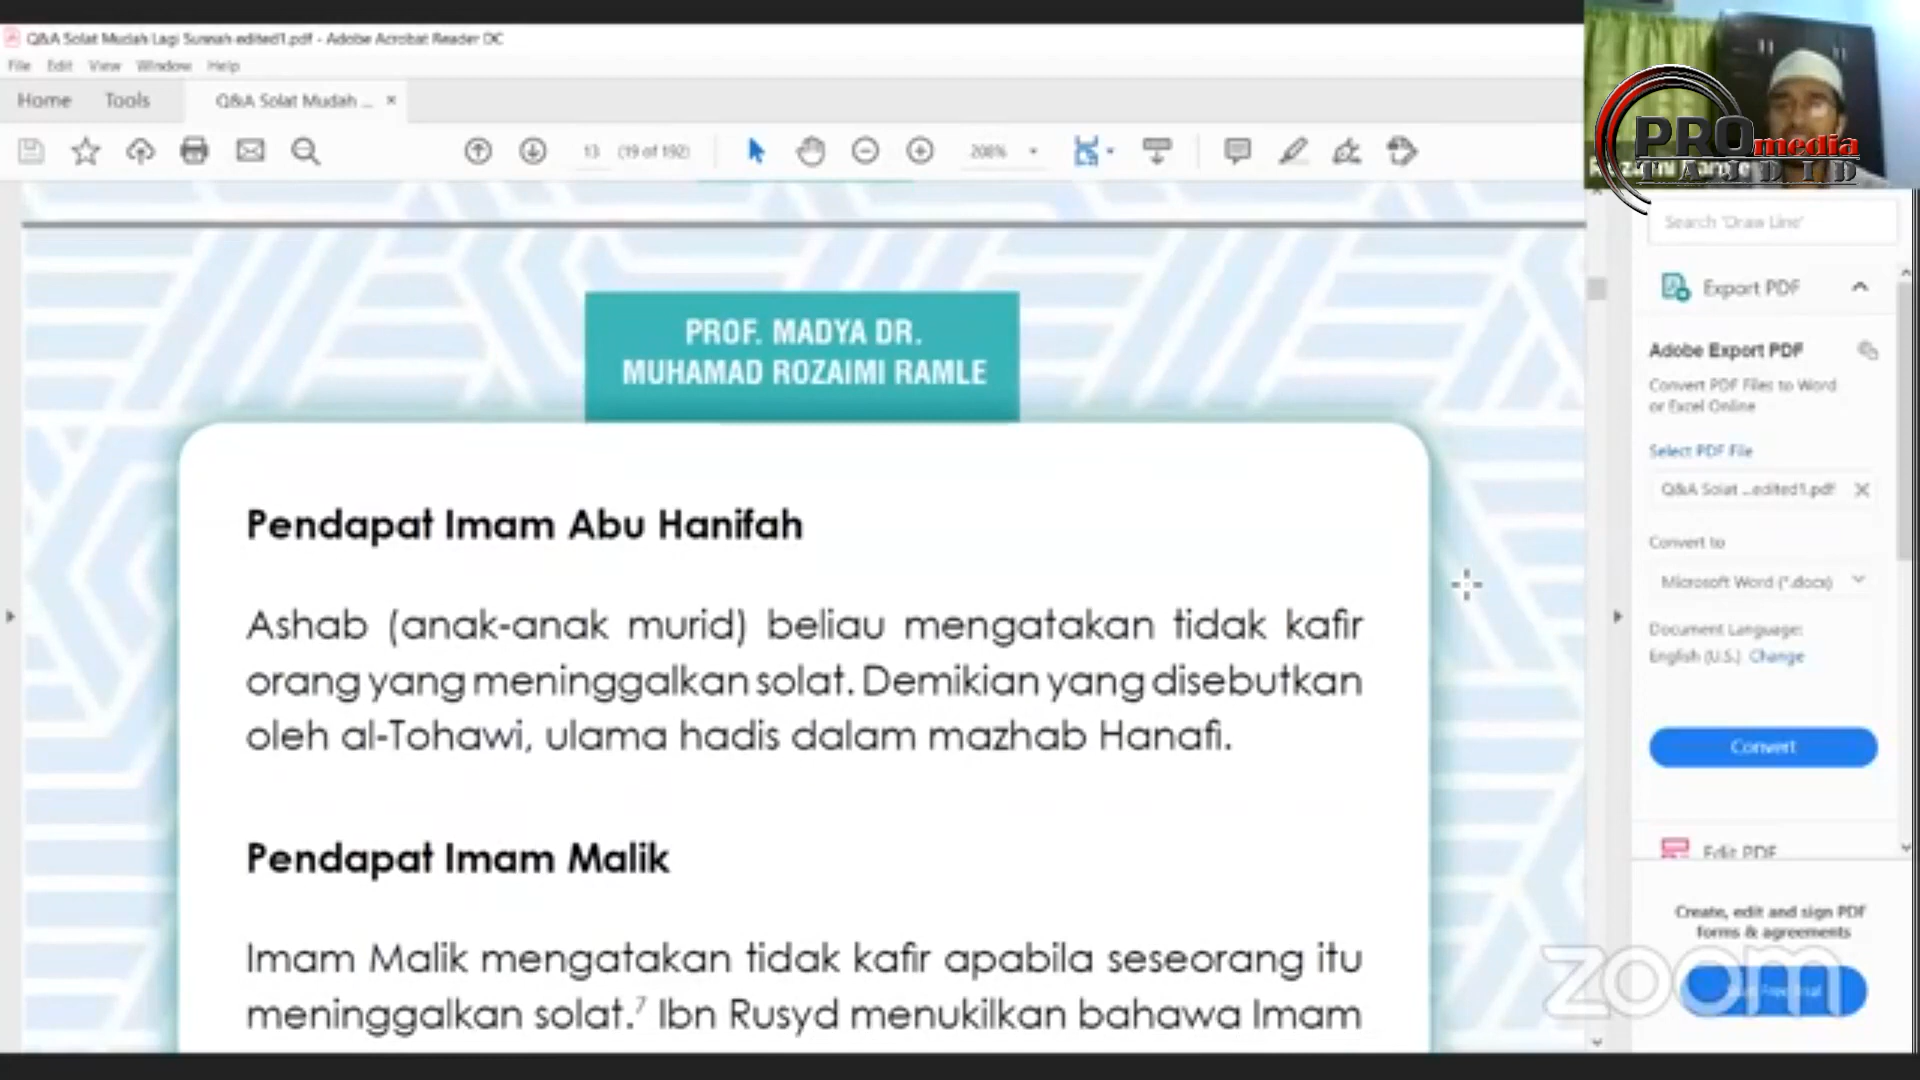 Q&A Solat Mudah Lagi Sunnah-edited1.pdf - Adobe Acrobat Reader DC
File Edit View Window Help
Home Tools Q&A Solat Mudah ... ×
13 (19 of 192) 208%
PROmedia
TAJDID
Search 'Draw Line'
PROF. MADYA DR.
MUHAMAD ROZAIMI RAMLE
Pendapat Imam Abu Hanifah
Ashab (anak-anak murid) beliau mengatakan tidak kafir
orang yang meninggalkan solat. Demikian yang disebutkan
oleh al-Tohawi, ulama hadis dalam mazhab Hanafi.
Pendapat Imam Malik
Imam Malik mengatakan tidak kafir apabila seseorang itu
meninggalkan solat.⁷ Ibn Rusyd menukilkan bahawa Imam
Export PDF
Adobe Export PDF
Convert PDF Files to Word
or Excel Online
Select PDF File
Q&A Solat ...edited1.pdf
Convert to
Microsoft Word (*.docx)
Document Language:
English (U.S.) Change
Convert
Edit PDF
Create, edit and sign PDF
forms & agreements
zoom